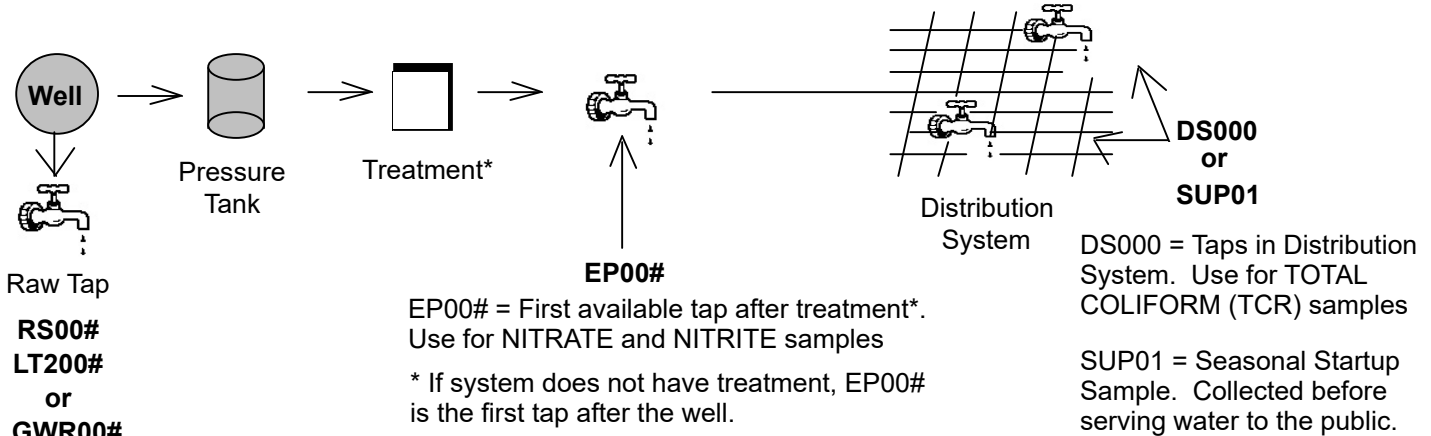 Well
Raw Tap
RS00#
LT200#
or
GWR00#
Pressure
Tank
Treatment*
EP00#
EP00# = First available tap after treatment*.
Use for NITRATE and NITRITE samples
* If system does not have treatment, EP00#
is the first tap after the well.
Distribution
System
DS000
or
SUP01
DS000 = Taps in Distribution
System. Use for TOTAL
COLIFORM (TCR) samples
SUP01 = Seasonal Startup
Sample. Collected before
serving water to the public.